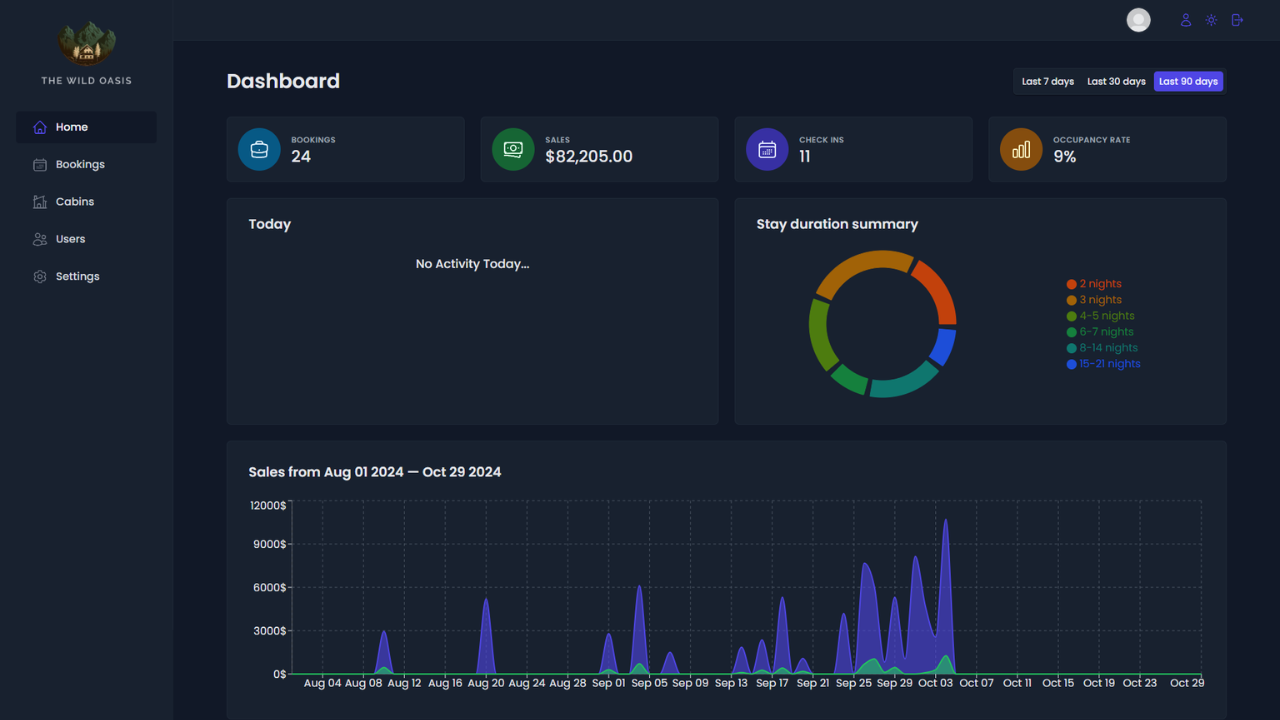 THE WILD OASIS
Home
Bookings
Cabins
Users
Settings
Dashboard
Last 7 days Last 30 days Last 90 days
BOOKINGS
24
SALES
$82,205.00
CHECK INS
11
OCCUPANCY RATE
9%
Today
No Activity Today...
Stay duration summary
2 nights
3 nights
4-5 nights
6-7 nights
8-14 nights
15-21 nights
Sales from Aug 01 2024 — Oct 29 2024
12000$
9000$
6000$
3000$
0$
Aug 04 Aug 08 Aug 12 Aug 16 Aug 20 Aug 24 Aug 28 Sep 01 Sep 05 Sep 09 Sep 13 Sep 17 Sep 21 Sep 25 Sep 29 Oct 03 Oct 07 Oct 11 Oct 15 Oct 19 Oct 23 Oct 29